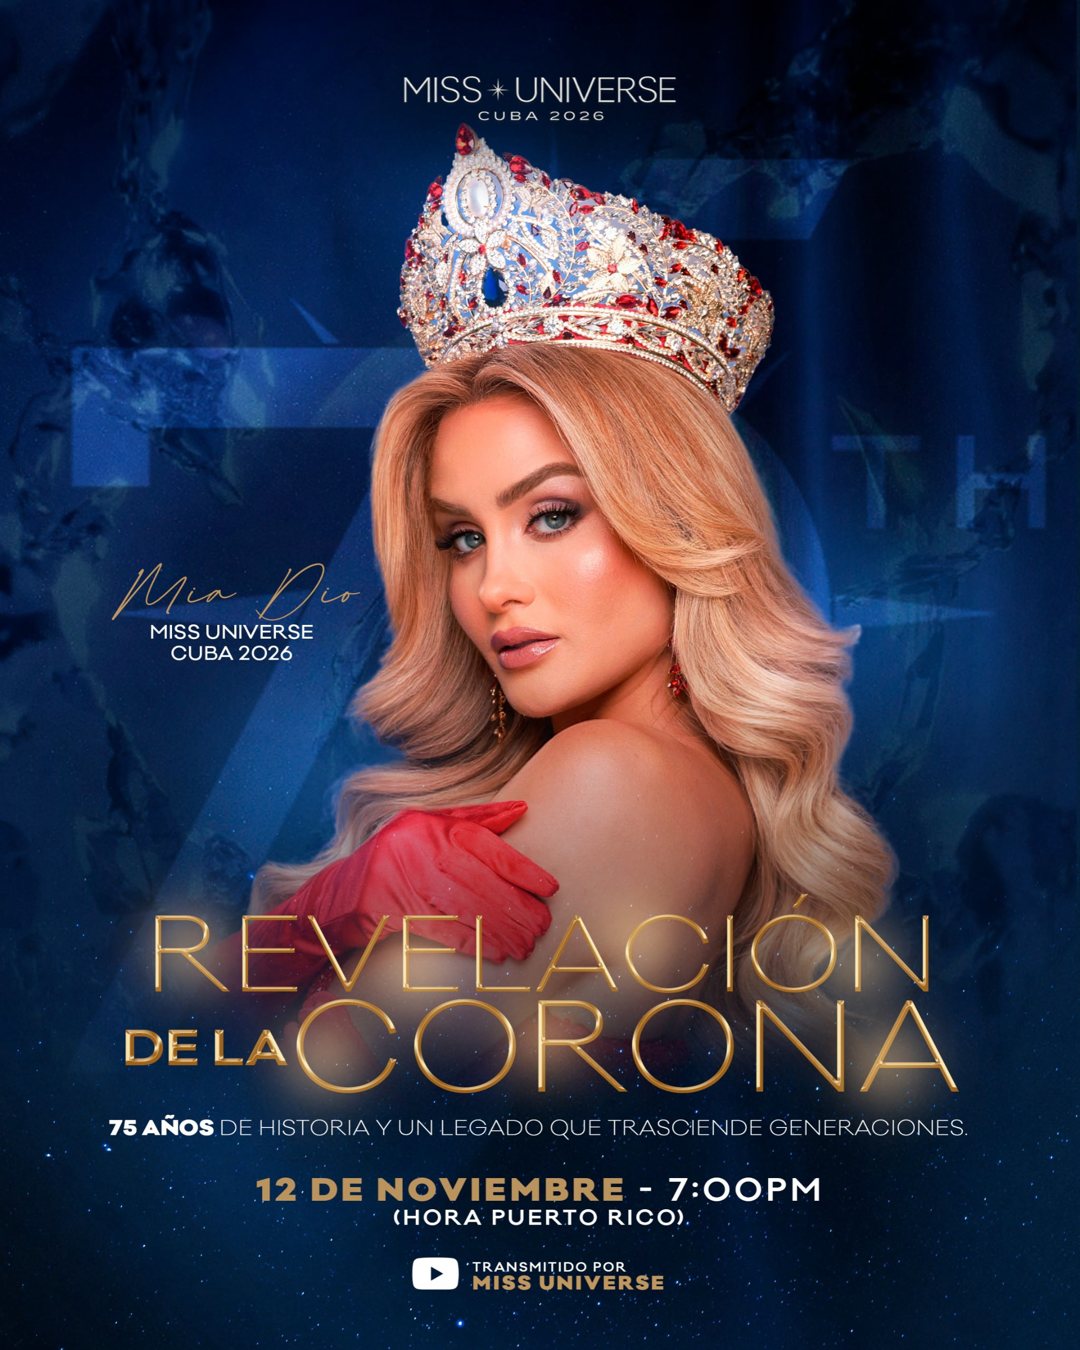 MISS UNIVERSE
CUBA 2026
75TH
Mia Dio
MISS UNIVERSE
CUBA 2026
REVELACIÓN
DE LA CORONA
75 AÑOS DE HISTORIA Y UN LEGADO QUE TRASCIENDE GENERACIONES.
12 DE NOVIEMBRE - 7:00PM
(HORA PUERTO RICO)
TRANSMITIDO POR
MISS UNIVERSE